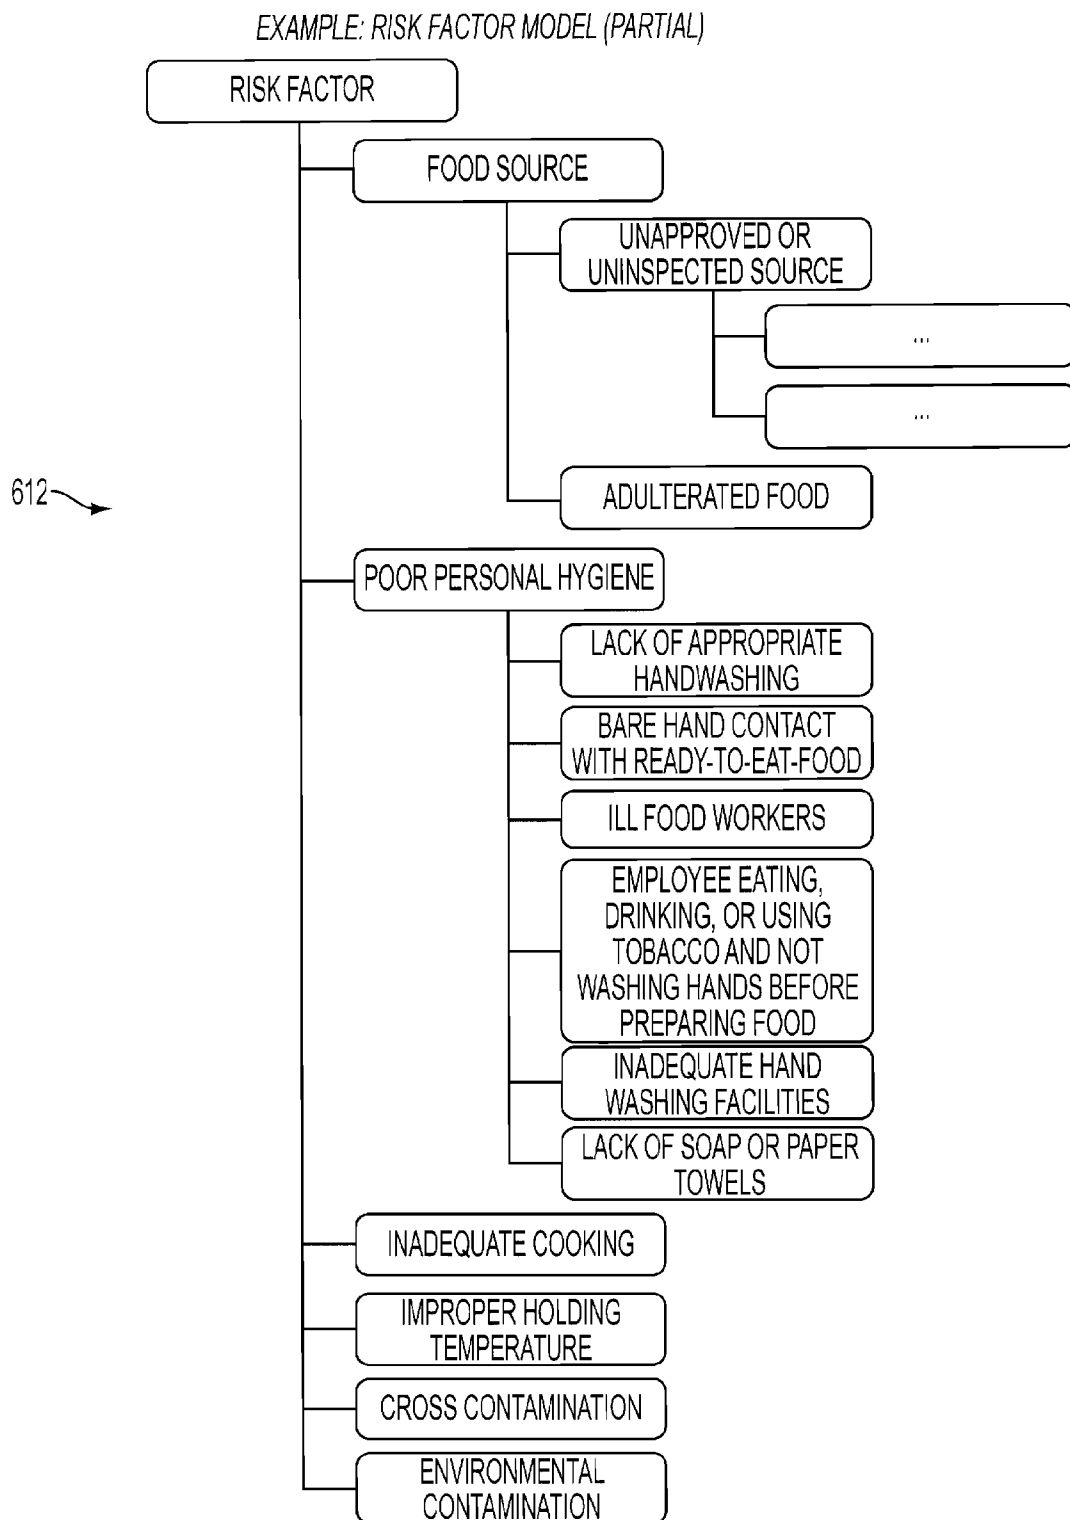 EXAMPLE: RISK FACTOR MODEL (PARTIAL)
RISK FACTOR
FOOD SOURCE
UNAPPROVED OR
UNINSPECTED SOURCE
...
...
ADULTERATED FOOD
612
POOR PERSONAL HYGIENE
LACK OF APPROPRIATE
HANDWASHING
BARE HAND CONTACT
WITH READY-TO-EAT-FOOD
ILL FOOD WORKERS
EMPLOYEE EATING,
DRINKING, OR USING
TOBACCO AND NOT
WASHING HANDS BEFORE
PREPARING FOOD
INADEQUATE HAND
WASHING FACILITIES
LACK OF SOAP OR PAPER
TOWELS
INADEQUATE COOKING
IMPROPER HOLDING
TEMPERATURE
CROSS CONTAMINATION
ENVIRONMENTAL
CONTAMINATION